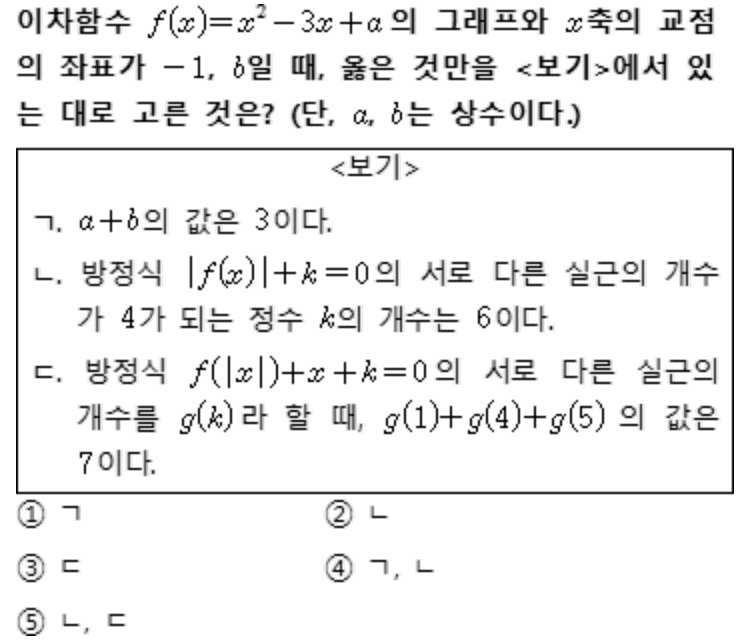 이차함수 f(x)=x²−3x+a의 그래프와 x축의 교점
의 좌표가 −1, b일 때, 옳은 것만을 <보기>에서 있
는 대로 고른 것은? (단, a, b는 상수이다.)
<보기>
ㄱ. a+b의 값은 3이다.
ㄴ. 방정식 |f(x)|+k=0의 서로 다른 실근의 개수
가 4가 되는 정수 k의 개수는 6이다.
ㄷ. 방정식 f(|x|)+x+k=0의 서로 다른 실근의
개수를 g(k)라 할 때, g(1)+g(4)+g(5)의 값은
7이다.
① ㄱ ② ㄴ
③ ㄷ ④ ㄱ, ㄴ
⑤ ㄴ, ㄷ